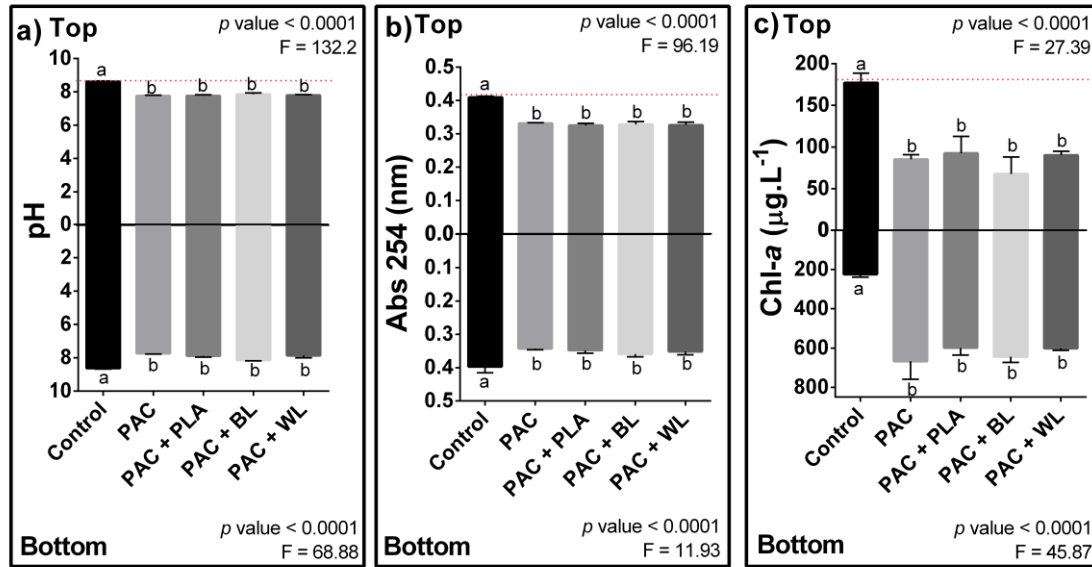 a) Top
p value < 0.0001
F = 132.2
pH
10
8
6
4
2
0
2
4
6
8
10
a
b
b
b
b
a
b
b
b
b
Control
PAC
PAC + PLA
PAC + BL
PAC + WL
Bottom
p value < 0.0001
F = 68.88
b) Top
p value < 0.0001
F = 96.19
Abs 254 (nm)
0.5
0.4
0.3
0.2
0.1
0.0
0.1
0.2
0.3
0.4
0.5
a
b
b
b
b
a
b
b
b
b
Control
PAC
PAC + PLA
PAC + BL
PAC + WL
Bottom
p value < 0.0001
F = 11.93
c) Top
p value < 0.0001
F = 27.39
Chl-a (µg.L⁻¹)
200
150
100
50
0
200
400
600
800
a
b
b
b
b
a
b
b
b
b
Control
PAC
PAC + PLA
PAC + BL
PAC + WL
Bottom
p value < 0.0001
F = 45.87